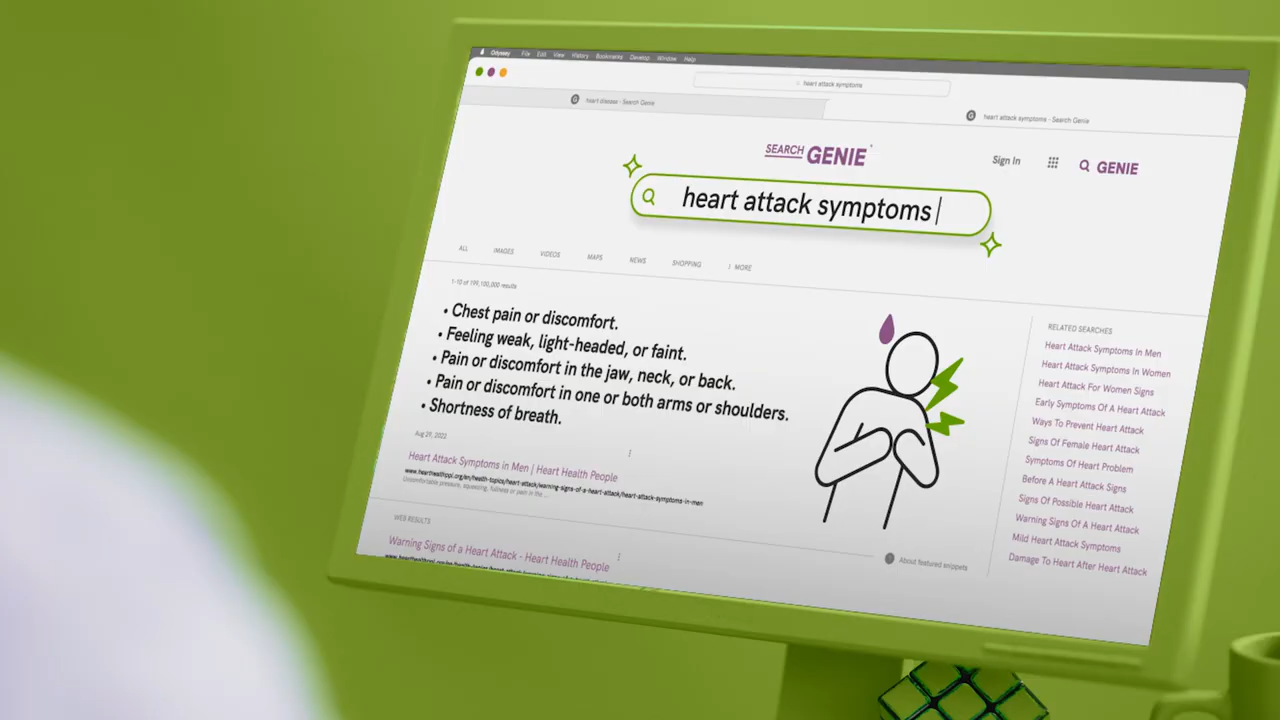 Odyssey File Edit View History Bookmarks Develop Window Help
heart attack symptoms
heart disease - Search Genie
heart attack symptoms - Search Genie
SEARCH GENIE
Sign In
GENIE
heart attack symptoms
ALL IMAGES VIDEOS MAPS NEWS SHOPPING MORE
1-10 of 199,100,000 results
• Chest pain or discomfort.
• Feeling weak, light-headed, or faint.
• Pain or discomfort in the jaw, neck, or back.
• Pain or discomfort in one or both arms or shoulders.
• Shortness of breath.
Aug 29, 2022
Heart Attack Symptoms in Men | Heart Health People
www.hearthealthppl.org/en/health-topics/heart-attack/warning-signs-of-a-heart-attack/heart-attack-symptoms-in-men
Uncomfortable pressure, squeezing, fullness or pain in the ...
About featured snippets
WEB RESULTS
Warning Signs of a Heart Attack - Heart Health People
RELATED SEARCHES
Heart Attack Symptoms In Men
Heart Attack Symptoms In Women
Heart Attack For Women Signs
Early Symptoms Of A Heart Attack
Ways To Prevent Heart Attack
Signs Of Female Heart Attack
Symptoms Of Heart Problem
Before A Heart Attack Signs
Signs Of Possible Heart Attack
Warning Signs Of A Heart Attack
Mild Heart Attack Symptoms
Damage To Heart After Heart Attack